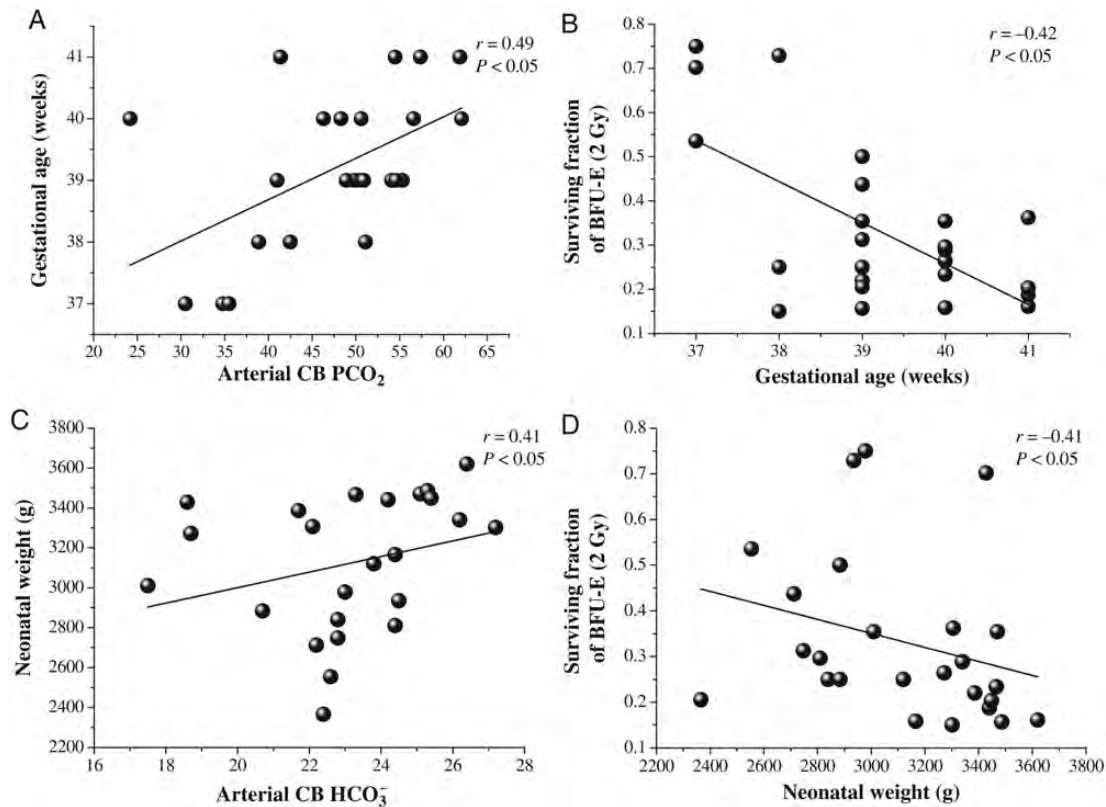 A
r = 0.49
P < 0.05
Gestational age (weeks)
41
40
39
38
37
20 25 30 35 40 45 50 55 60 65
Arterial CB PCO₂
B
r = –0.42
P < 0.05
Surviving fraction
of BFU-E (2 Gy)
0.8
0.7
0.6
0.5
0.4
0.3
0.2
0.1
37 38 39 40 41
Gestational age (weeks)
C
r = 0.41
P < 0.05
Neonatal weight (g)
3800
3600
3400
3200
3000
2800
2600
2400
2200
16 18 20 22 24 26 28
Arterial CB HCO₃⁻
D
r = –0.41
P < 0.05
Surviving fraction
of BFU-E (2 Gy)
0.8
0.7
0.6
0.5
0.4
0.3
0.2
0.1
2200 2400 2600 2800 3000 3200 3400 3600 3800
Neonatal weight (g)